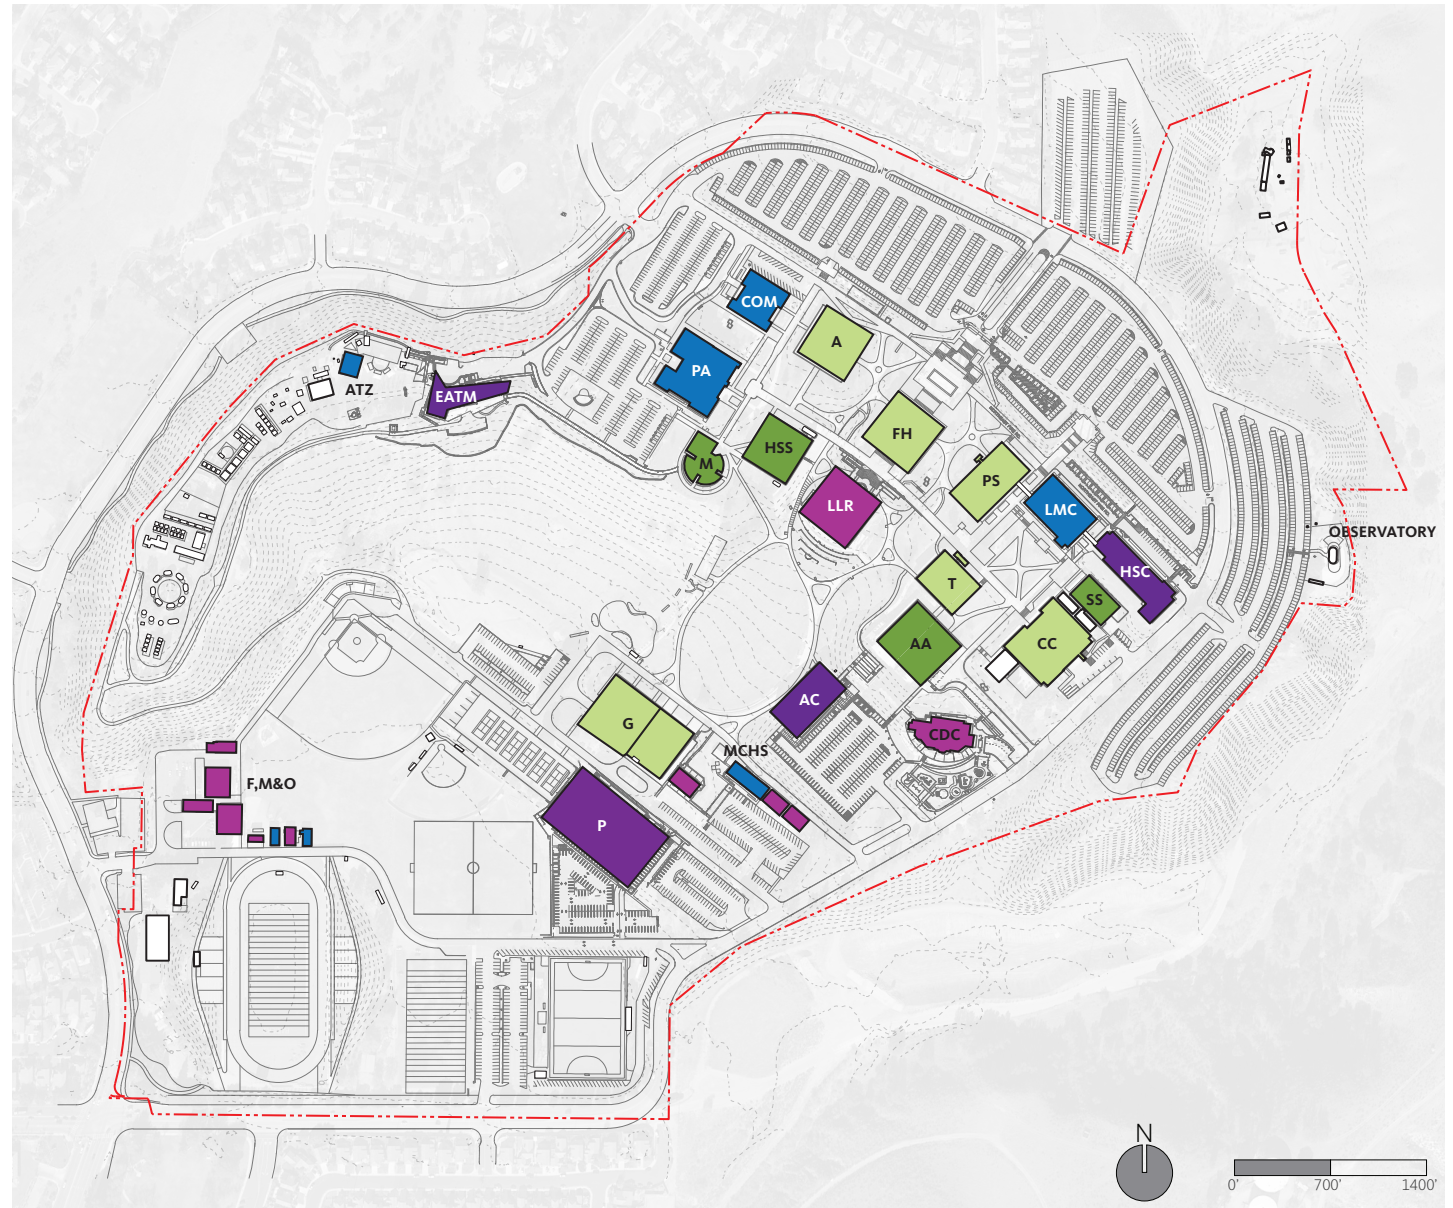 COM
A
PA
ATZ
EATM
FH
HSS
M
PS
LLR
LMC
OBSERVATORY
HSC
T
SS
AA
CC
AC
G
CDC
MCHS
F,M&O
P
N
0'
700'
1400'